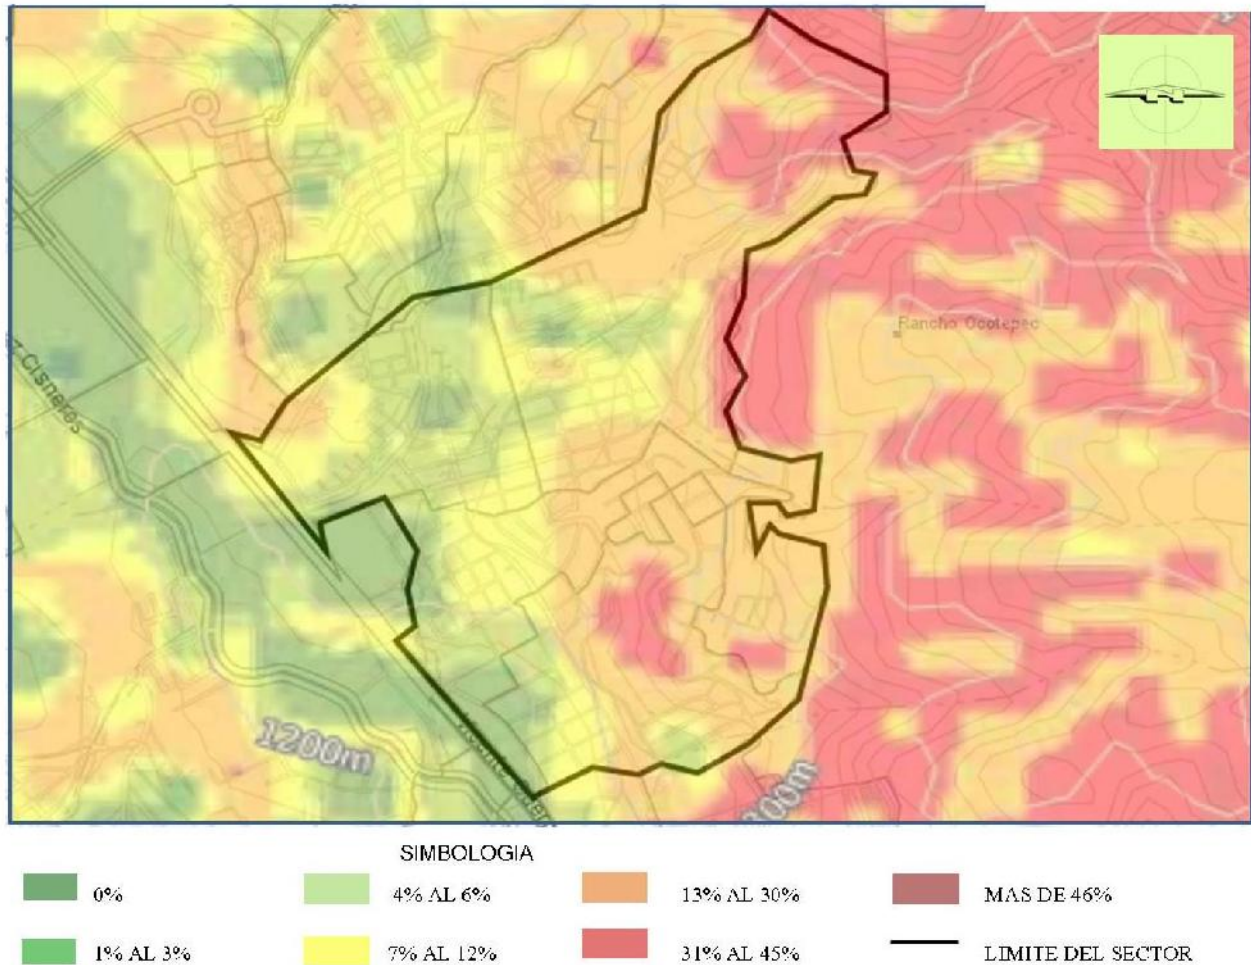 Rancho Ocotepec
Cisneros
1200m
300m
SIMBOLOGIA
0%
4% AL 6%
13% AL 30%
MAS DE 46%
1% AL 3%
7% AL 12%
31% AL 45%
LIMITE DEL SECTOR